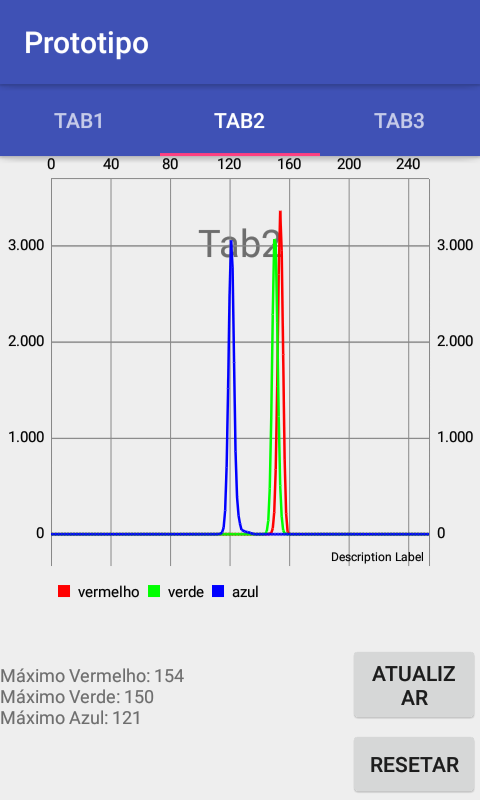 Prototipo
TAB1 TAB2 TAB3
0 40 80 120 160 200 240
Tab2
3.000 3.000
2.000 2.000
1.000 1.000
0 0
Description Label
vermelho verde azul
Máximo Vermelho: 154
Máximo Verde: 150
Máximo Azul: 121
ATUALIZ
AR
RESETAR